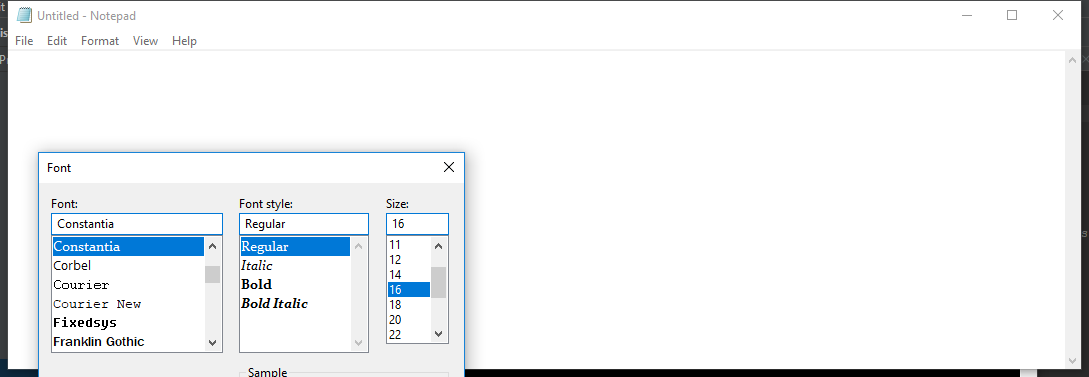 Untitled - Notepad
File Edit Format View Help
Font
Font: Font style: Size:
Constantia Regular 16
Constantia Regular 11
Corbel Italic 12
Courier Bold 14
Courier New Bold Italic 16
Fixedsys 18
Franklin Gothic 20
22
Sample